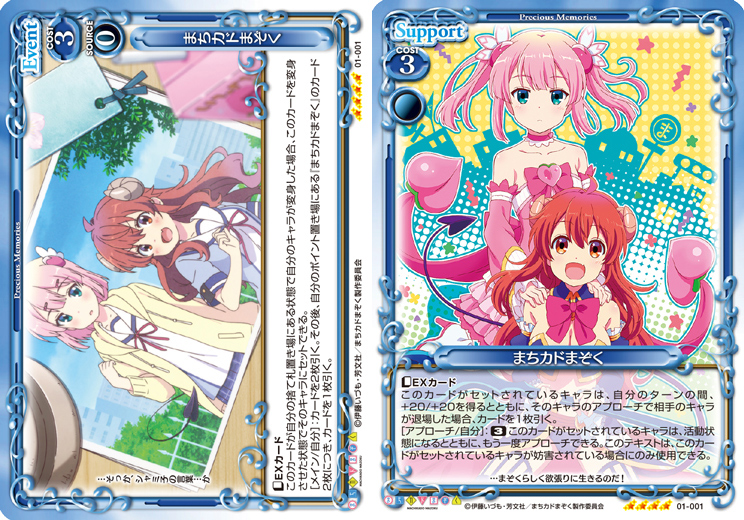 Event
COST
3
SOURCE
0
まちカドまぞく
01-001
Precious Memories
…そっか、シャミ子の言葉…か
EXカード
このカードが自分の捨て札置き場にある状態で自分のキャラが変身した場合、このカードを変身
させた状態でそのキャラにセットできる。
[メイン/自分]:カードを2枚引く。その後、自分のポイント置き場にある『まちカドまぞく』のカード
2枚につき、カードを1枚引く。
©伊藤いづも・芳文社/まちカドまぞく製作委員会
Precious Memories
Support
COST
3
ま
まちカドまぞく
EXカード
このカードがセットされているキャラは、自分のターンの間、
+20/+20を得るとともに、そのキャラのアプローチで相手のキャラ
が退場した場合、カードを1枚引く。
[アプローチ/自分]:3このカードがセットされているキャラは、活動状
態になるとともに、もう一度アプローチできる。このテキストは、このカー
ドがセットされているキャラが妨害されている場合にのみ使用できる。
…まぞくらしく欲張りに生きるのだ!
©伊藤いづも・芳文社/まちカドまぞく製作委員会
01-001